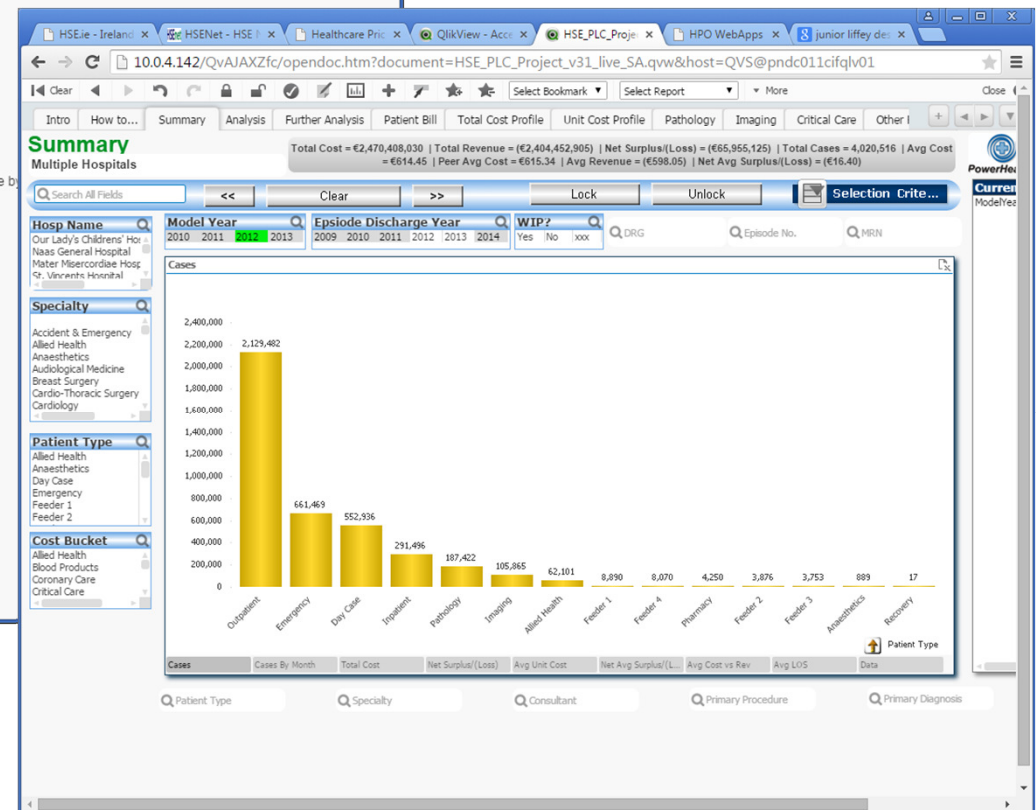 HSE.ie - Ireland
HSENet - HSE
Healthcare Pric
QlikView - Acce
HSE_PLC_Projec
HPO WebApps
junior liffey des
10.0.4.142/QvAJAXZfc/opendoc.htm?document=HSE_PLC_Project_v31_live_SA.qvw&host=QVS@pndc011cifqlv01
Clear
Select Bookmark
Select Report
More
Close
Intro
How to...
Summary
Analysis
Further Analysis
Patient Bill
Total Cost Profile
Unit Cost Profile
Pathology
Imaging
Critical Care
Other
Summary
Multiple Hospitals
Total Cost = €2,470,408,030 | Total Revenue = (€2,404,452,905) | Net Surplus/(Loss) = (€65,955,125) | Total Cases = 4,020,516 | Avg Cost
= €614.45 | Peer Avg Cost = €615.34 | Avg Revenue = (€598.05) | Net Avg Surplus/(Loss) = (€16.40)
PowerHea
e by
Search All Fields
<<
Clear
>>
Lock
Unlock
Selection Crite...
Curren
ModelYea
Hosp Name
Our Lady's Childrens' Hos
Naas General Hospital
Mater Misercordiae Hosp
St. Vincents Hospital
Model Year
2010 2011 2012 2013
Epsiode Discharge Year
2009 2010 2011 2012 2013 2014
WIP?
Yes No xxx
DRG
Episode No.
MRN
Specialty
Accident & Emergency
Allied Health
Anaesthetics
Audiological Medicine
Breast Surgery
Cardio-Thoracic Surgery
Cardiology
Patient Type
Allied Health
Anaesthetics
Day Case
Emergency
Feeder 1
Feeder 2
Cost Bucket
Allied Health
Blood Products
Coronary Care
Critical Care
Cases
2,400,000
2,200,000
2,000,000
1,800,000
1,600,000
1,400,000
1,200,000
1,000,000
800,000
600,000
400,000
200,000
0
2,129,482
661,469
552,936
291,496
187,422
105,865
62,101
8,890
8,070
4,250
3,876
3,753
889
17
Outpatient
Emergency
Day Case
Inpatient
Pathology
Imaging
Allied Health
Feeder 1
Feeder 4
Pharmacy
Feeder 2
Feeder 3
Anaesthetics
Recovery
Patient Type
Cases
Cases By Month
Total Cost
Net Surplus/(Loss)
Avg Unit Cost
Net Avg Surplus/(L...
Avg Cost vs Rev
Avg LOS
Data
Patient Type
Specialty
Consultant
Primary Procedure
Primary Diagnosis